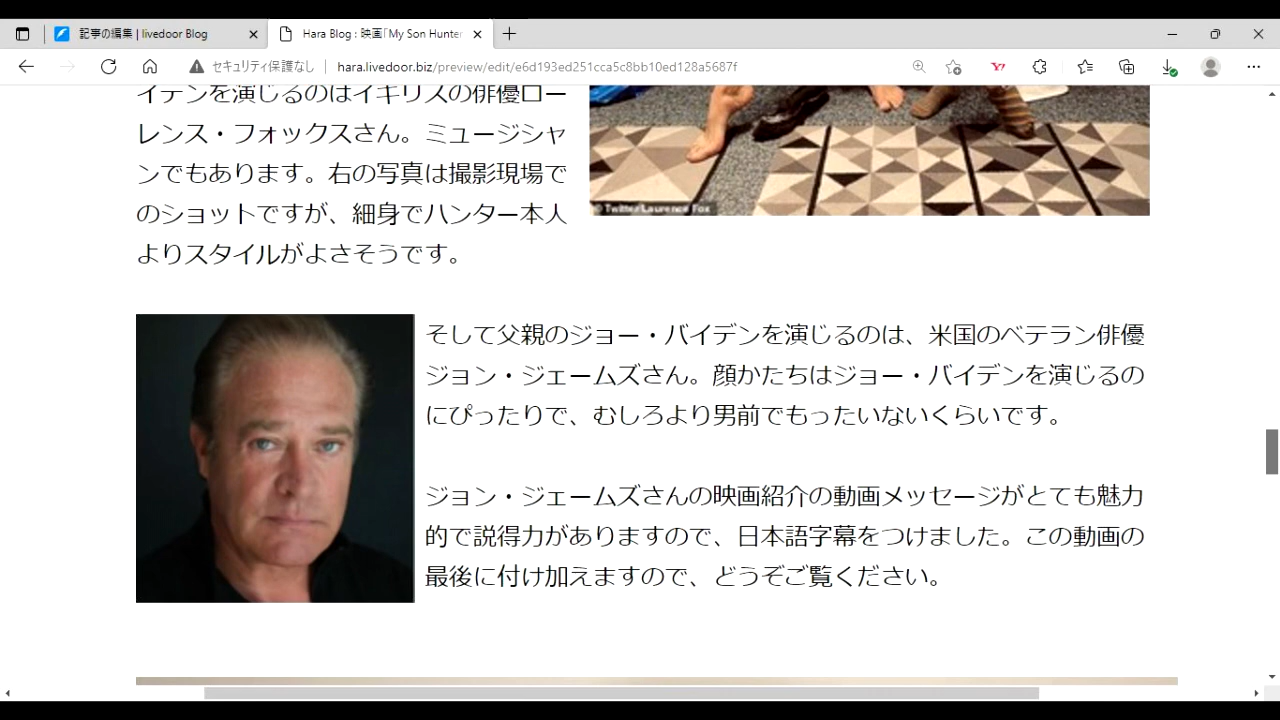 記事の編集 | livedoor Blog
Hara Blog : 映画「My Son Hunter
セキュリティ保護なし
hara.livedoor.biz/preview/edit/e6d193ed251cca5c8bb10ed128a5687f
イデンを演じるのはイギリスの俳優ロー
レンス・フォックスさん。ミュージシャ
ンでもあります。右の写真は撮影現場で
のショットですが、細身でハンター本人
よりスタイルがよさそうです。
© Twitter/Laurence Fox
そして父親のジョー・バイデンを演じるのは、米国のベテラン俳優
ジョン・ジェームズさん。顔かたちはジョー・バイデンを演じるの
にぴったりで、むしろより男前でもったいないくらいです。
ジョン・ジェームズさんの映画紹介の動画メッセージがとても魅力
的で説得力がありますので、日本語字幕をつけました。この動画の
最後に付け加えますので、どうぞご覧ください。